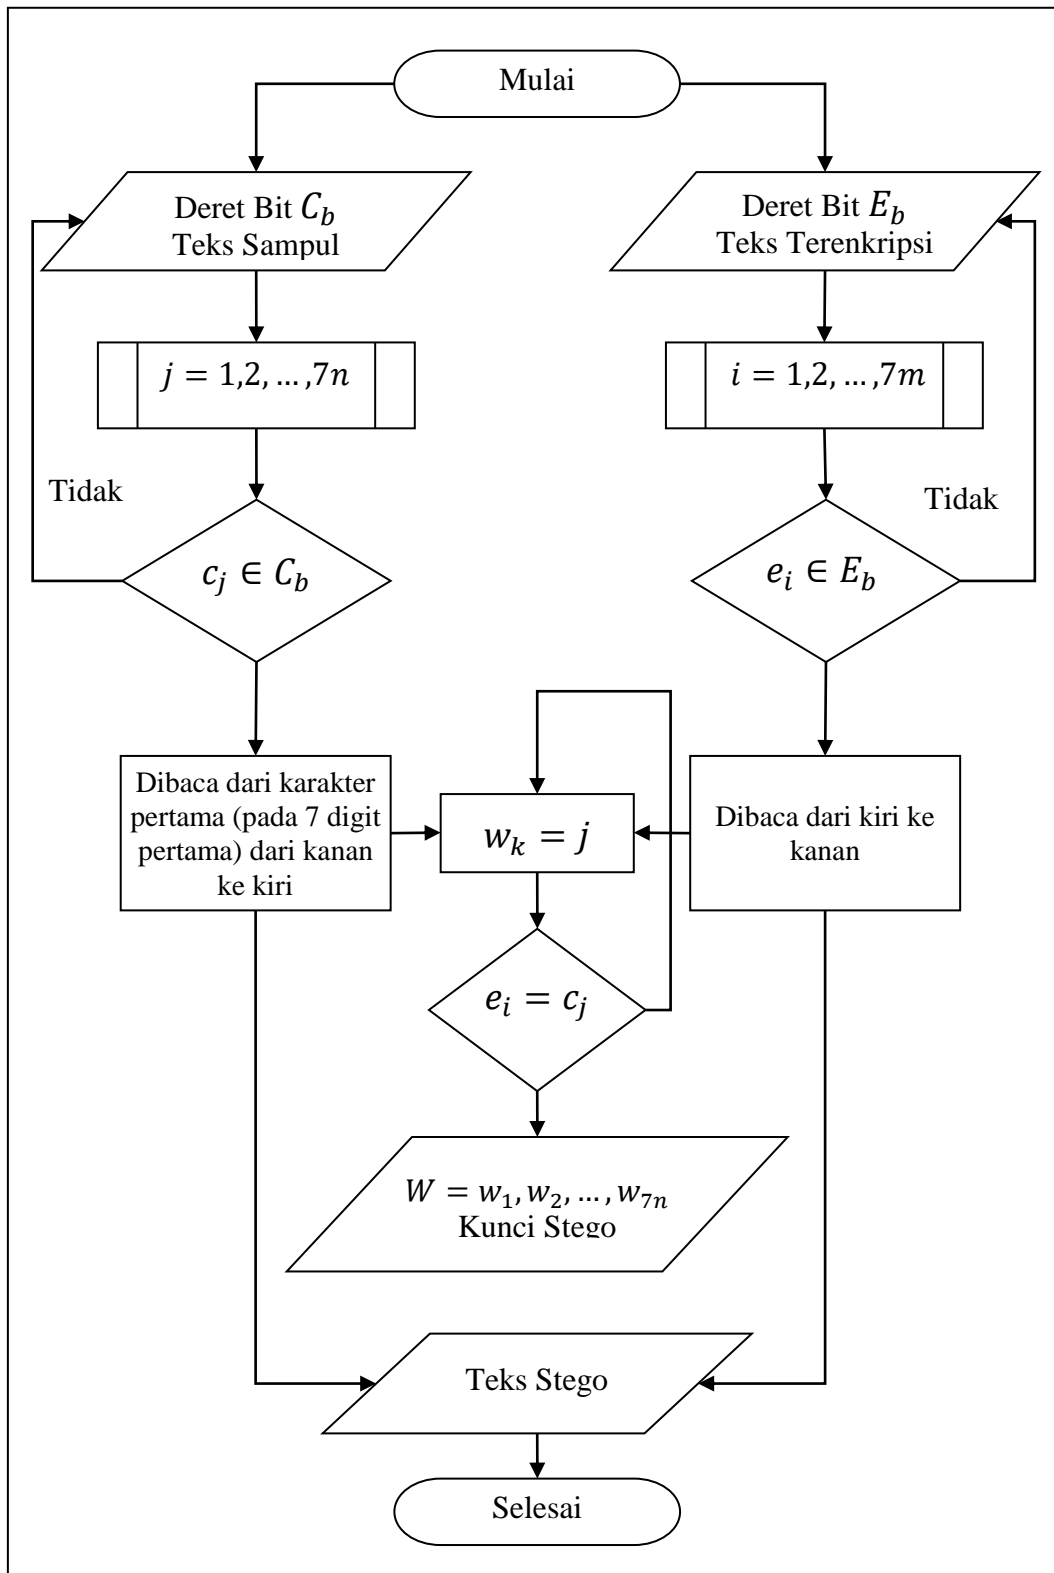 Mulai
Deret Bit C_b
Teks Sampul
Deret Bit E_b
Teks Terenkripsi
j = 1,2, … ,7n
i = 1,2, … ,7m
Tidak
Tidak
c_j ∈ C_b
e_i ∈ E_b
Dibaca dari karakter
pertama (pada 7 digit
pertama) dari kanan
ke kiri
w_k = j
Dibaca dari kiri ke
kanan
e_i = c_j
W = w_1, w_2, … , w_{7n}
Kunci Stego
Teks Stego
Selesai